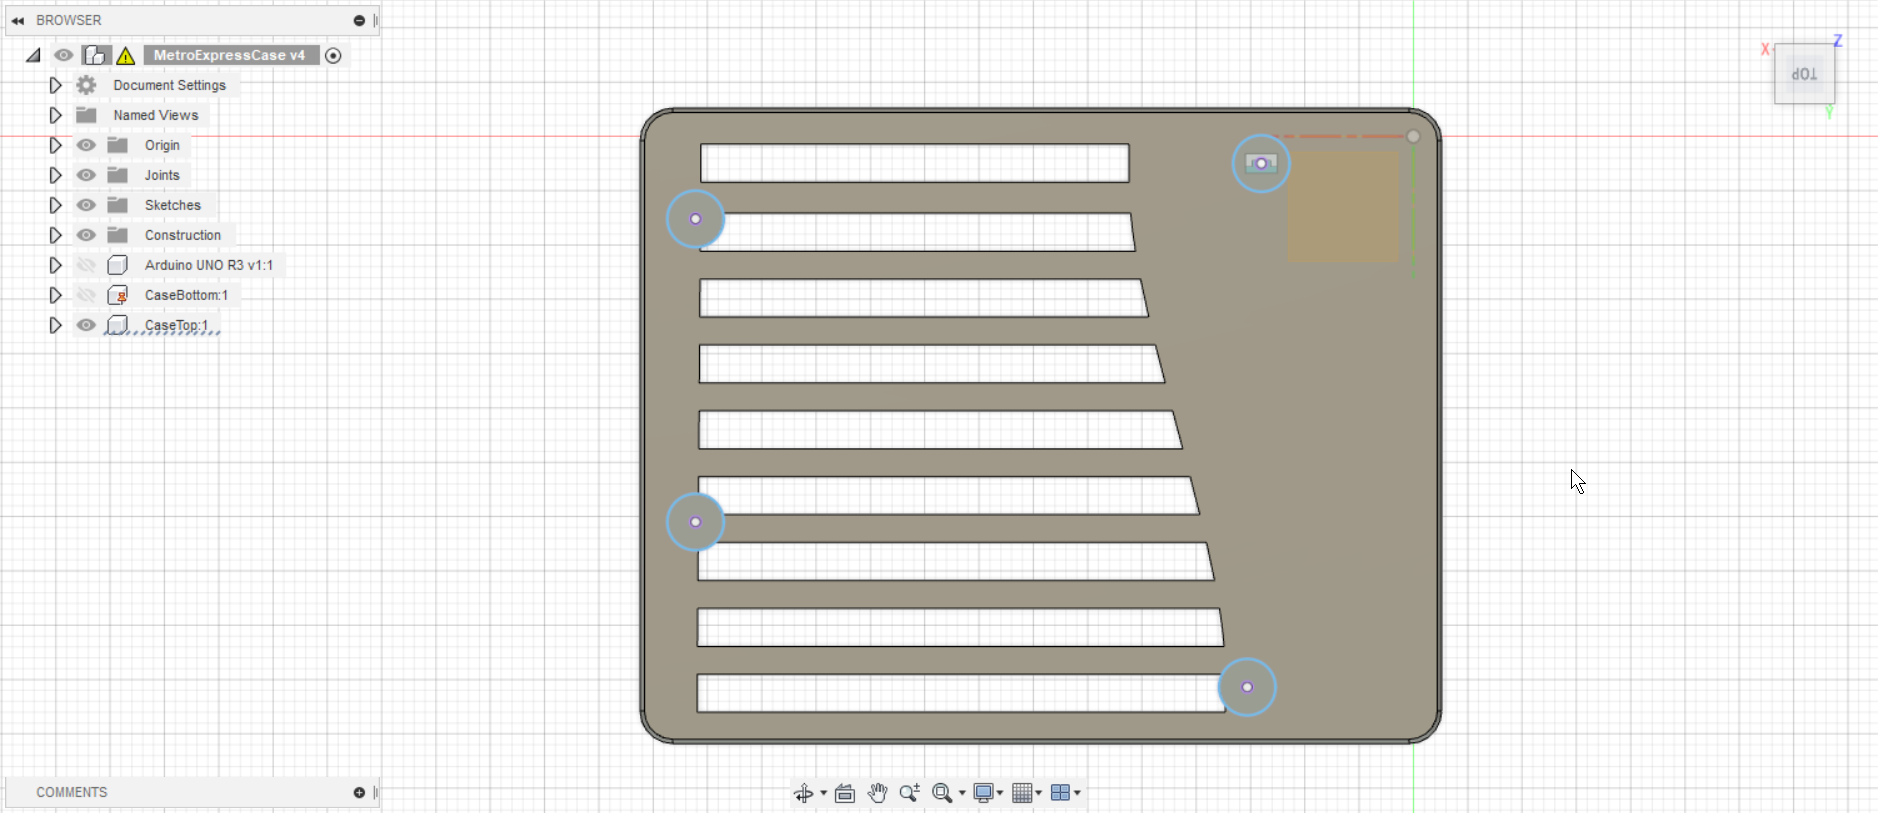 BROWSER
MetroExpressCase v4
Document Settings
Named Views
Origin
Joints
Sketches
Construction
Arduino UNO R3 v1:1
CaseBottom:1
CaseTop:1
COMMENTS
X
Z
TOP
Y